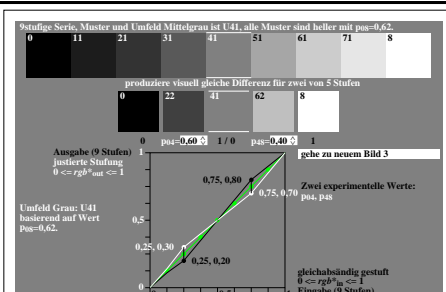 9stufige Serie, Muster und Umfeld Mittelgrau ist U41, alle Muster sind heller mit p08=0,62.
0 11 21 31 41 51 61 71 8
produziere visuell gleiche Differenz für zwei von 5 Stufen
0 22 41 62 8
0 p04=0,60 1 / 0 p48=0,40 1
Ausgabe (9 Stufen)
justierte Stufung
0 <= rgb*out <= 1
1
gehe zu neuem Bild 3
0,75, 0,80
0,75, 0,70
Zwei experimentelle Werte:
p04, p48
Umfeld Grau: U41
basierend auf Wert
p08=0,62.
0,5
0,25, 0,30
0,25, 0,20
gleichabsändig gestuft
0 <= rgb*in <= 1
Eingabe (9 Stufen)
0